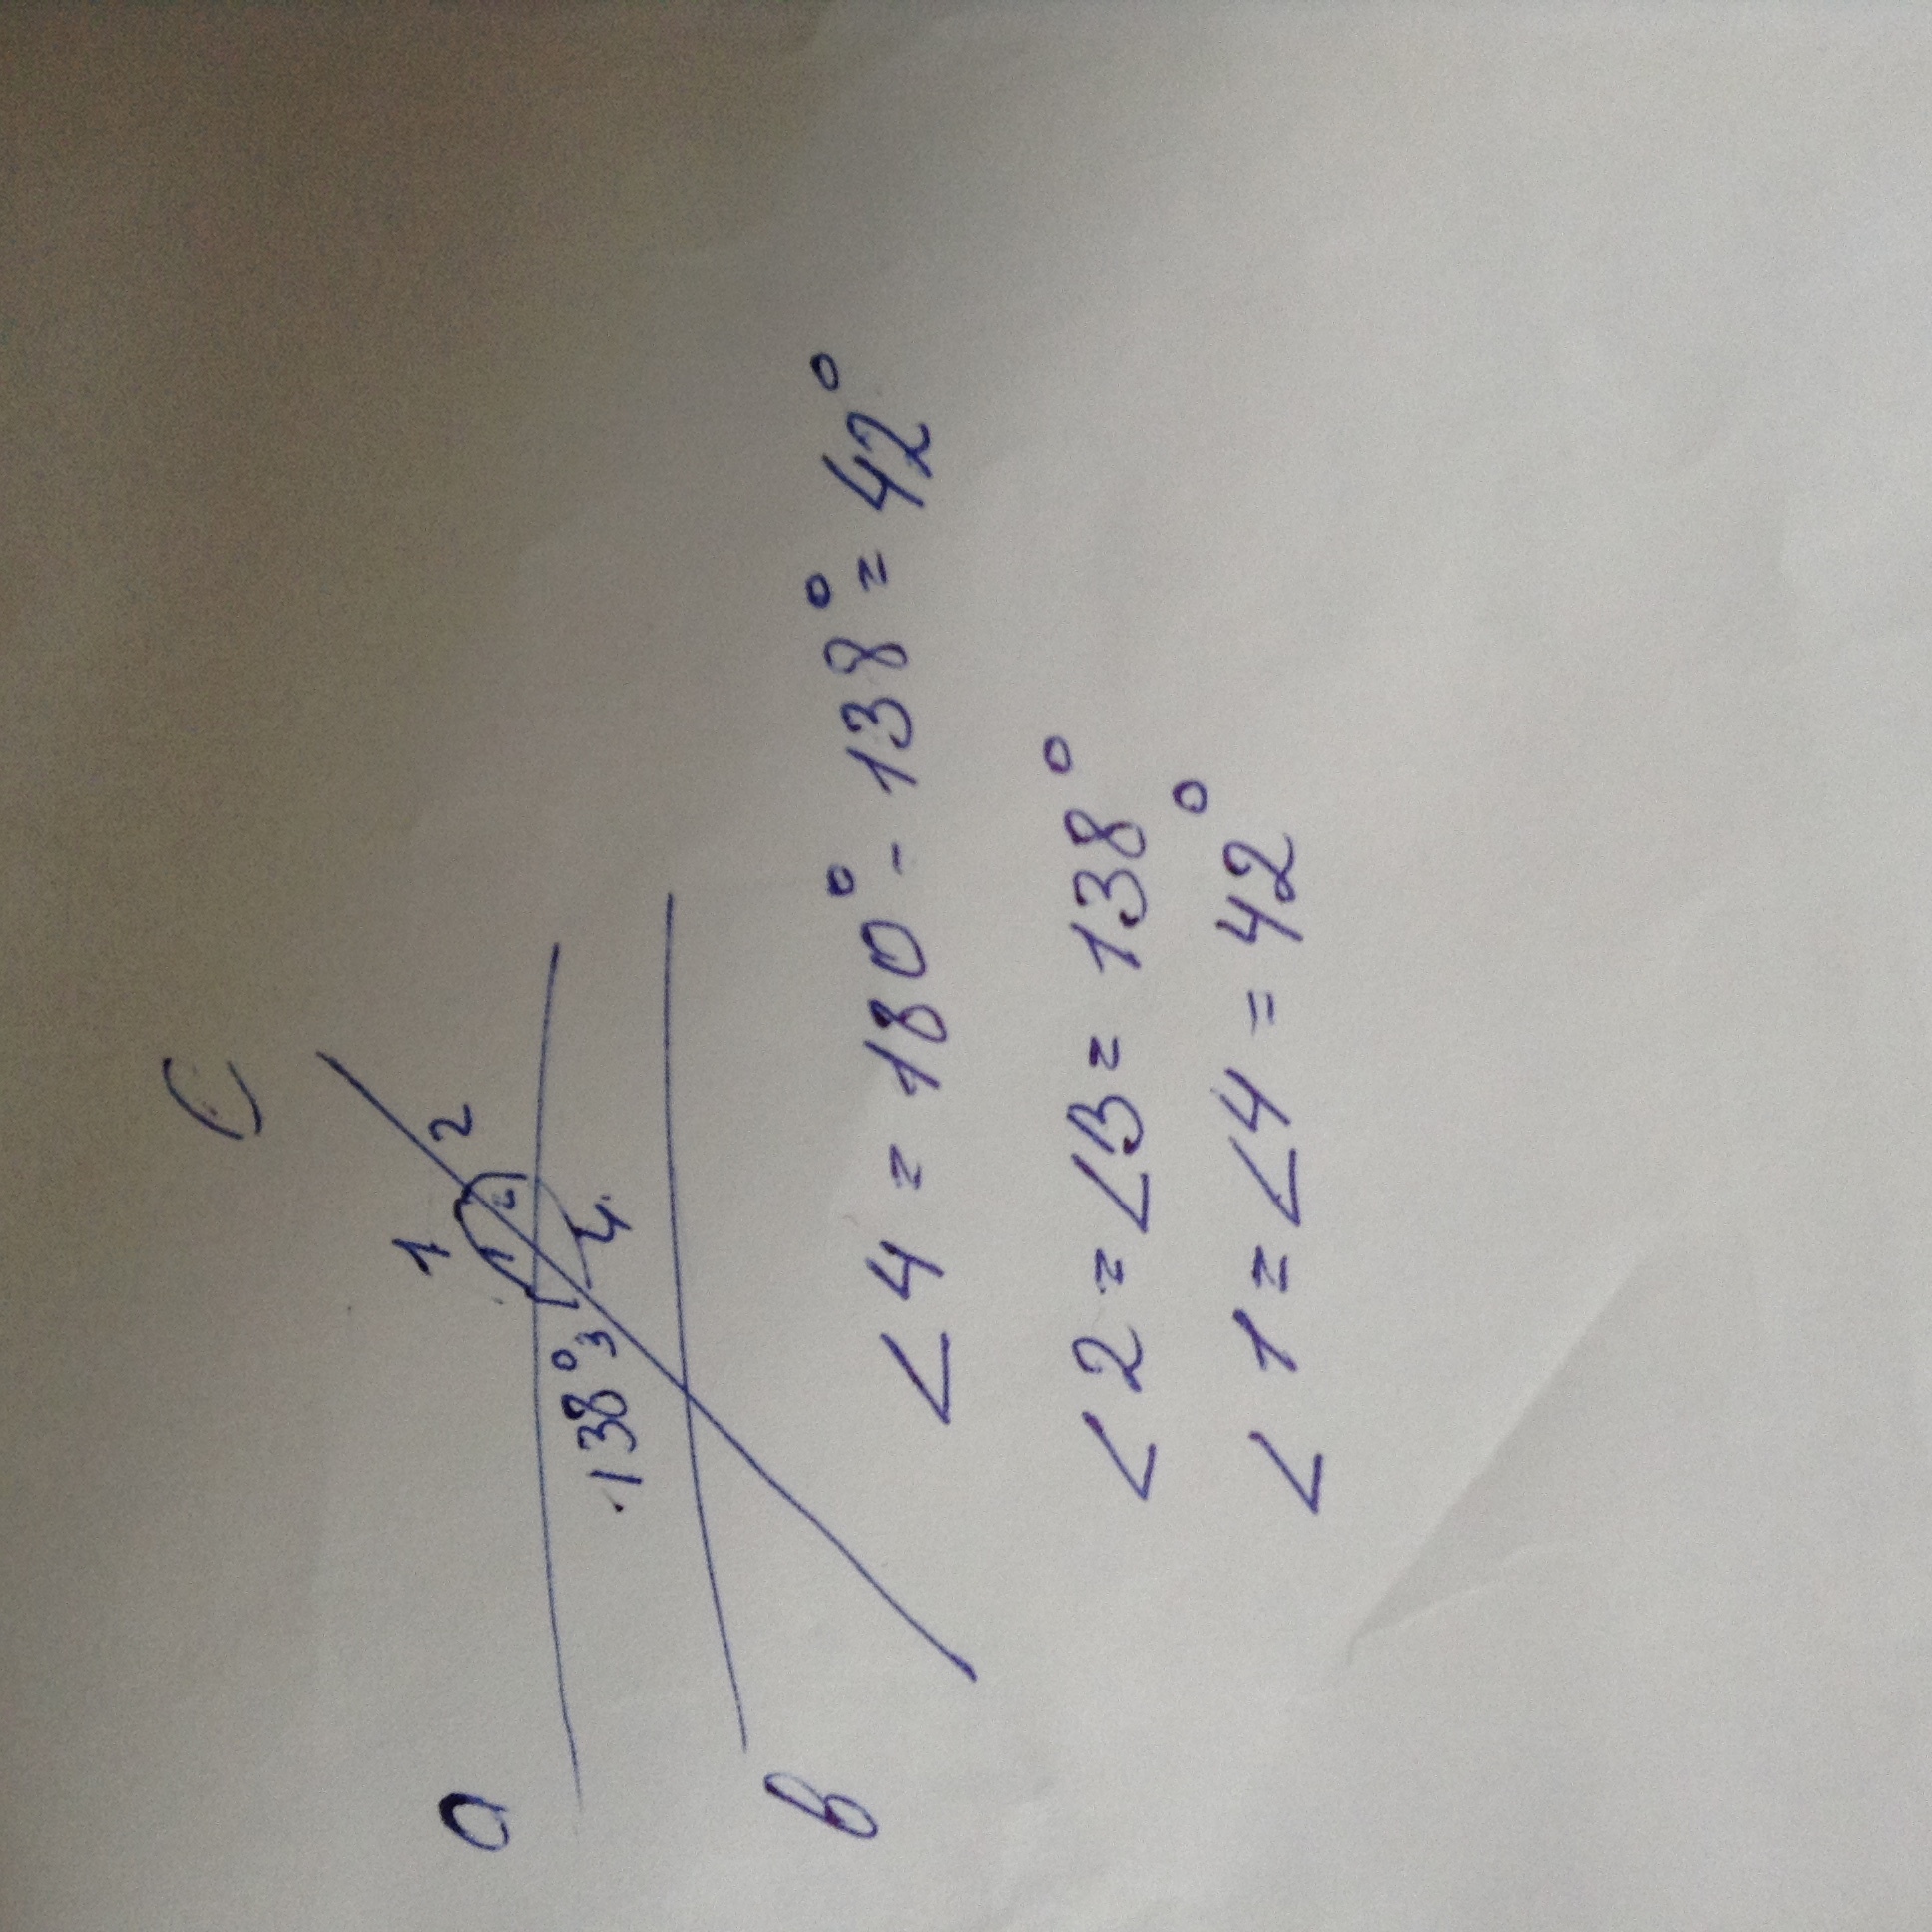 C
1 2
a
138° 3 4
b
∠4 = 180° - 138° = 42°
∠2 = ∠3 = 138°
∠1 = ∠4 = 42°